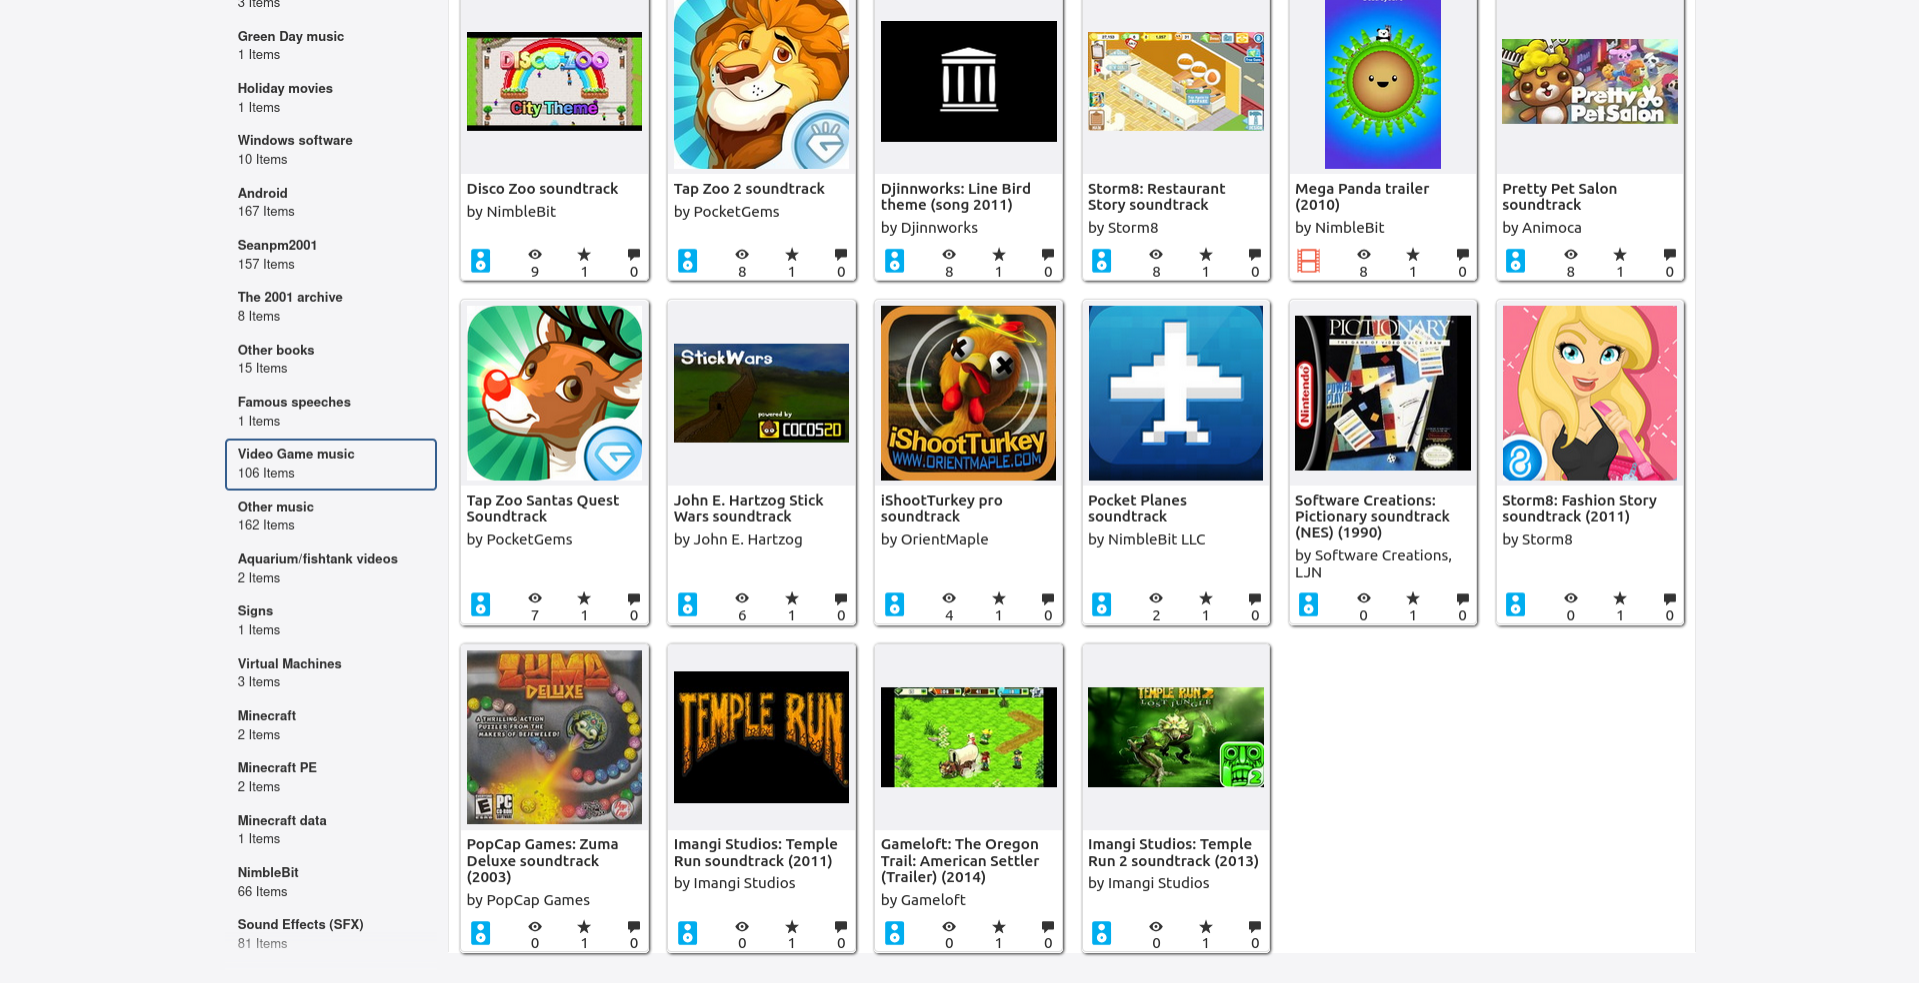 3 Items
Green Day music
1 Items
Holiday movies
1 Items
Windows software
10 Items
Android
167 Items
Seanpm2001
157 Items
The 2001 archive
8 Items
Other books
15 Items
Famous speeches
1 Items
Video Game music
106 Items
Other music
162 Items
Aquarium/fishtank videos
2 Items
Signs
1 Items
Virtual Machines
3 Items
Minecraft
2 Items
Minecraft PE
2 Items
Minecraft data
1 Items
NimbleBit
66 Items
Sound Effects (SFX)
81 Items
DISCO ZOO
City Theme
Disco Zoo soundtrack
by NimbleBit
9 1 0
Tap Zoo 2 soundtrack
by PocketGems
8 1 0
Djinnworks: Line Bird
theme (song 2011)
by Djinnworks
8 1 0
Storm8: Restaurant
Story soundtrack
by Storm8
8 1 0
Mega Panda trailer
(2010)
by NimbleBit
8 1 0
Pretty
PetSalon
Pretty Pet Salon
soundtrack
by Animoca
8 1 0
Tap Zoo Santas Quest
Soundtrack
by PocketGems
7 1 0
StickWars
powered by
COCOS2D
John E. Hartzog Stick
Wars soundtrack
by John E. Hartzog
6 1 0
iShootTurkey
WWW.ORIENTMAPLE.COM
iShootTurkey pro
soundtrack
by OrientMaple
4 1 0
Pocket Planes
soundtrack
by NimbleBit LLC
2 1 0
PICTIONARY
THE GAME OF VIDEO QUICK DRAW
Nintendo
Software Creations:
Pictionary soundtrack
(NES) (1990)
by Software Creations,
LJN
0 1 0
Storm8: Fashion Story
soundtrack (2011)
by Storm8
0 1 0
ZUMA
DELUXE
A THRILLING ACTION
PUZZLER FROM THE
MAKERS OF BEJEWELED!
E PC
PopCap Games: Zuma
Deluxe soundtrack
(2003)
by PopCap Games
0 1 0
TEMPLE RUN
Imangi Studios: Temple
Run soundtrack (2011)
by Imangi Studios
0 1 0
Gameloft: The Oregon
Trail: American Settler
(Trailer) (2014)
by Gameloft
0 1 0
TEMPLE RUN 2
LOST JUNGLE
2
Imangi Studios: Temple
Run 2 soundtrack (2013)
by Imangi Studios
0 1 0